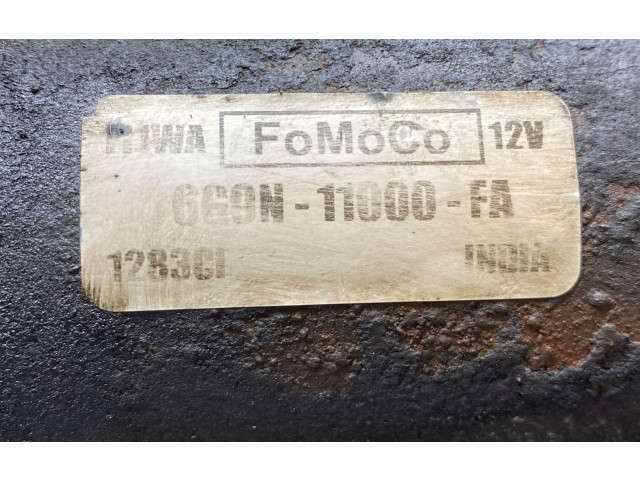 FoMoCo 12V
6G9N - 11000 - FA
1283CI INDIA